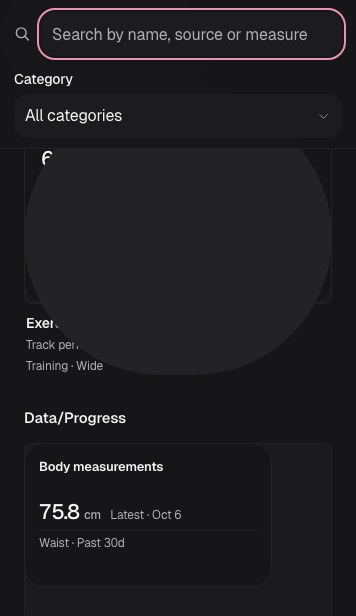 Search by name, source or measure
Category
All categories
Track
Training · Wide
Data/Progress
Body measurements
75.8 cm Latest · Oct 6
Waist · Past 30d